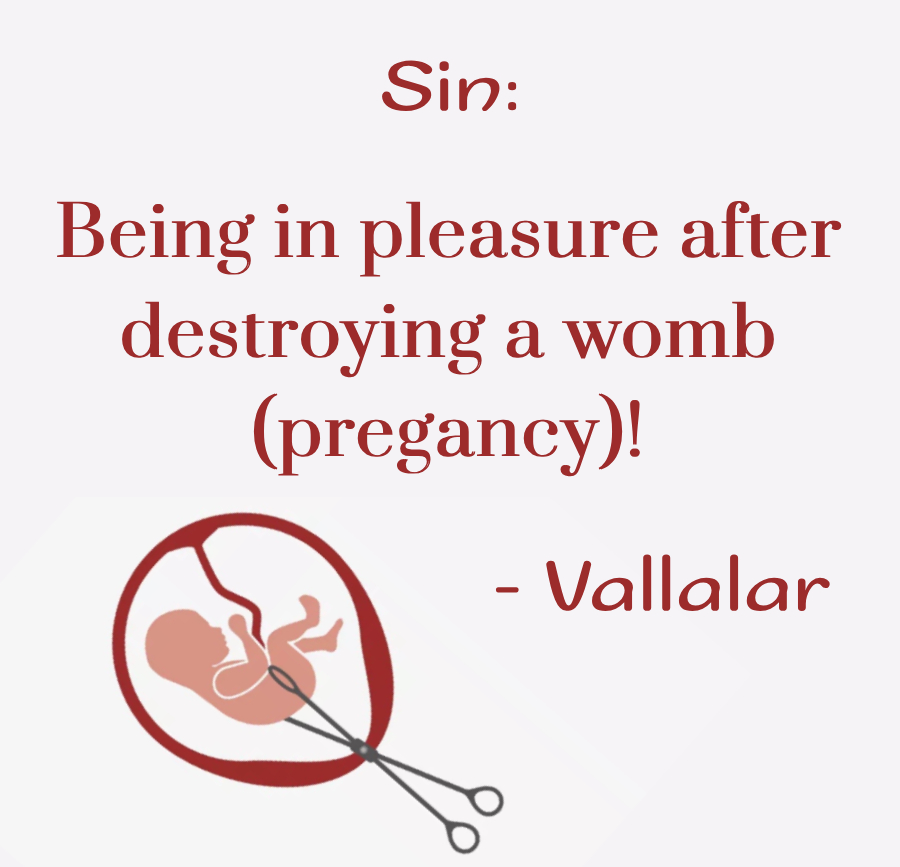 Sin:
Being in pleasure after
destroying a womb
(pregancy)!
- Vallalar